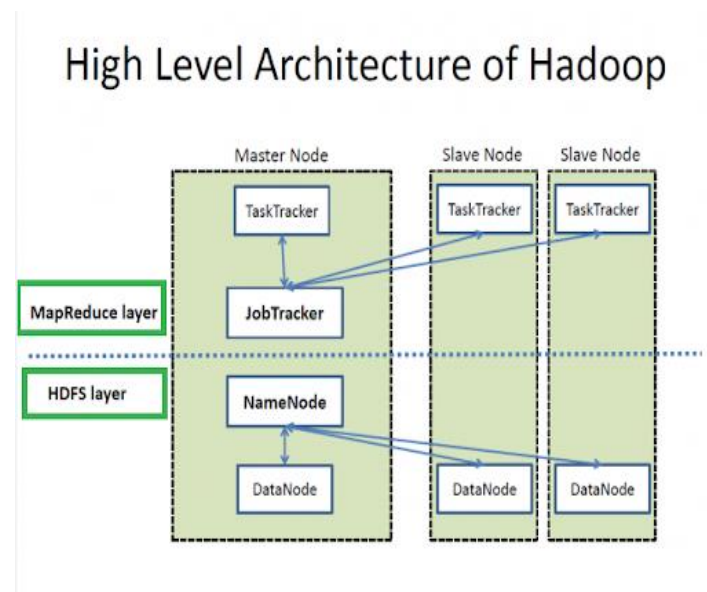 High Level Architecture of Hadoop
Master Node
Slave Node
Slave Node
TaskTracker
TaskTracker
TaskTracker
MapReduce layer
JobTracker
HDFS layer
NameNode
DataNode
DataNode
DataNode